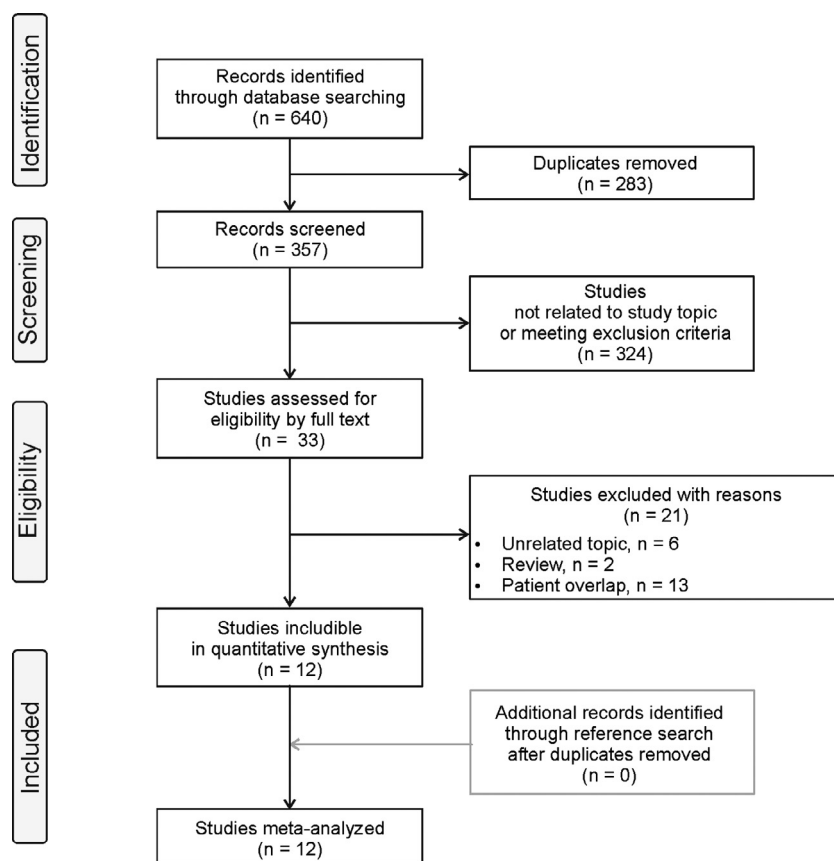 Identification
Records identified
through database searching
(n = 640)
Duplicates removed
(n = 283)
Screening
Records screened
(n = 357)
Studies
not related to study topic
or meeting exclusion criteria
(n = 324)
Eligibility
Studies assessed for
eligibility by full text
(n = 33)
Studies excluded with reasons
(n = 21)
• Unrelated topic, n = 6
• Review, n = 2
• Patient overlap, n = 13
Included
Studies includible
in quantitative synthesis
(n = 12)
Additional records identified
through reference search
after duplicates removed
(n = 0)
Studies meta-analyzed
(n = 12)